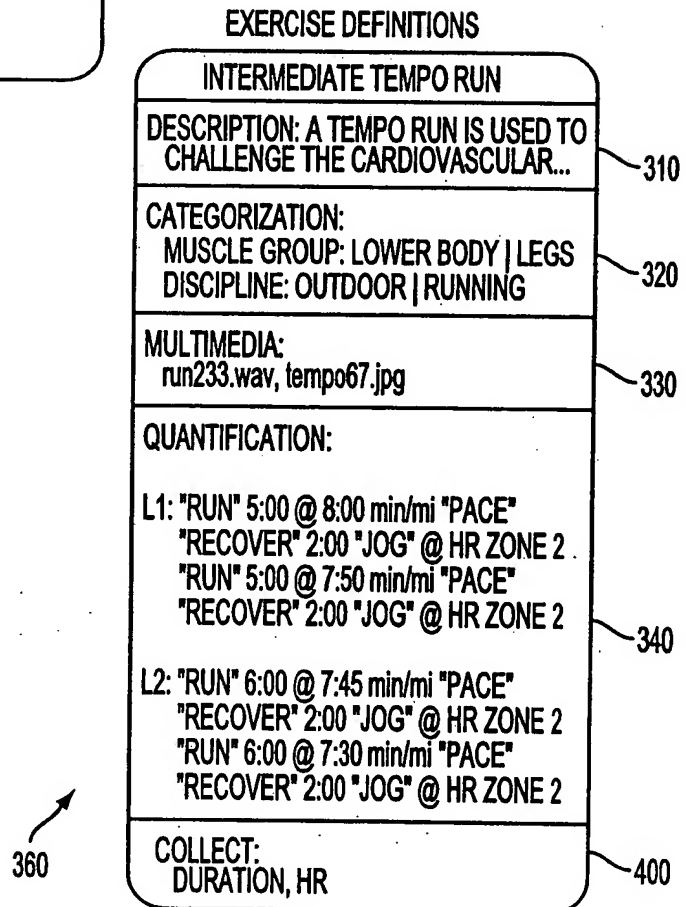 EXERCISE DEFINITIONS
INTERMEDIATE TEMPO RUN
DESCRIPTION: A TEMPO RUN IS USED TO
CHALLENGE THE CARDIOVASCULAR...
310
CATEGORIZATION:
MUSCLE GROUP: LOWER BODY | LEGS
DISCIPLINE: OUTDOOR | RUNNING
320
MULTIMEDIA:
run233.wav, tempo67.jpg
330
QUANTIFICATION:
L1: "RUN" 5:00 @ 8:00 min/mi "PACE"
"RECOVER" 2:00 "JOG" @ HR ZONE 2
"RUN" 5:00 @ 7:50 min/mi "PACE"
"RECOVER" 2:00 "JOG" @ HR ZONE 2
340
L2: "RUN" 6:00 @ 7:45 min/mi "PACE"
"RECOVER" 2:00 "JOG" @ HR ZONE 2
"RUN" 6:00 @ 7:30 min/mi "PACE"
"RECOVER" 2:00 "JOG" @ HR ZONE 2
360
COLLECT:
DURATION, HR
400